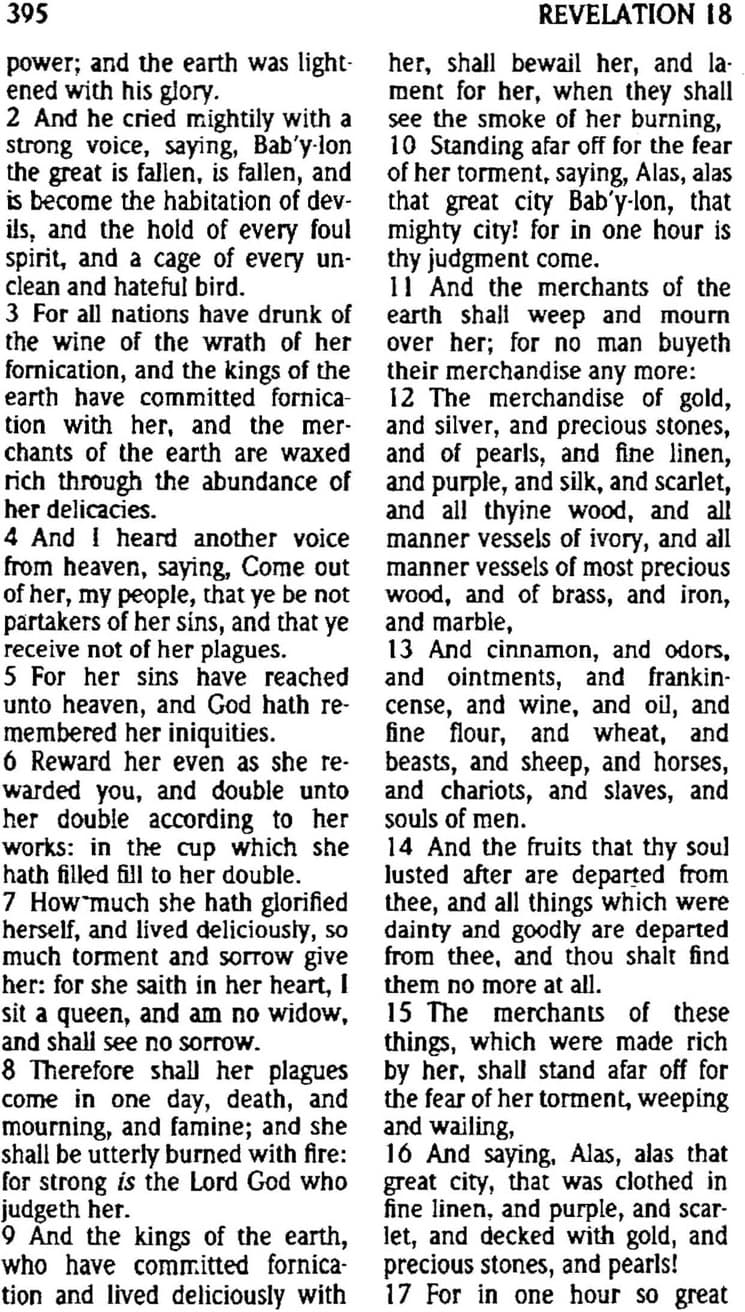 395
REVELATION 18
power; and the earth was light-
ened with his glory.
2 And he cried mightily with a
strong voice, saying, Bab'y-lon
the great is fallen, is fallen, and
is become the habitation of dev-
ils, and the hold of every foul
spirit, and a cage of every un-
clean and hateful bird.
3 For all nations have drunk of
the wine of the wrath of her
fornication, and the kings of the
earth have committed fornica-
tion with her, and the mer-
chants of the earth are waxed
rich through the abundance of
her delicacies.
4 And I heard another voice
from heaven, saying, Come out
of her, my people, that ye be not
partakers of her sins, and that ye
receive not of her plagues.
5 For her sins have reached
unto heaven, and God hath re-
membered her iniquities.
6 Reward her even as she re-
warded you, and double unto
her double according to her
works: in the cup which she
hath filled fill to her double.
7 How much she hath glorified
herself, and lived deliciously, so
much torment and sorrow give
her: for she saith in her heart, I
sit a queen, and am no widow,
and shall see no sorrow.
8 Therefore shall her plagues
come in one day, death, and
mourning, and famine; and she
shall be utterly burned with fire:
for strong is the Lord God who
judgeth her.
9 And the kings of the earth,
who have committed fornica-
tion and lived deliciously with
her, shall bewail her, and la-
ment for her, when they shall
see the smoke of her burning,
10 Standing afar off for the fear
of her torment, saying, Alas, alas
that great city Bab'y-lon, that
mighty city! for in one hour is
thy judgment come.
11 And the merchants of the
earth shall weep and mourn
over her; for no man buyeth
their merchandise any more:
12 The merchandise of gold,
and silver, and precious stones,
and of pearls, and fine linen,
and purple, and silk, and scarlet,
and all thyine wood, and all
manner vessels of ivory, and all
manner vessels of most precious
wood, and of brass, and iron,
and marble,
13 And cinnamon, and odors,
and ointments, and frankin-
cense, and wine, and oil, and
fine flour, and wheat, and
beasts, and sheep, and horses,
and chariots, and slaves, and
souls of men.
14 And the fruits that thy soul
lusted after are departed from
thee, and all things which were
dainty and goodly are departed
from thee, and thou shalt find
them no more at all.
15 The merchants of these
things, which were made rich
by her, shall stand afar off for
the fear of her torment, weeping
and wailing,
16 And saying, Alas, alas that
great city, that was clothed in
fine linen, and purple, and scar-
let, and decked with gold, and
precious stones, and pearls!
17 For in one hour so great